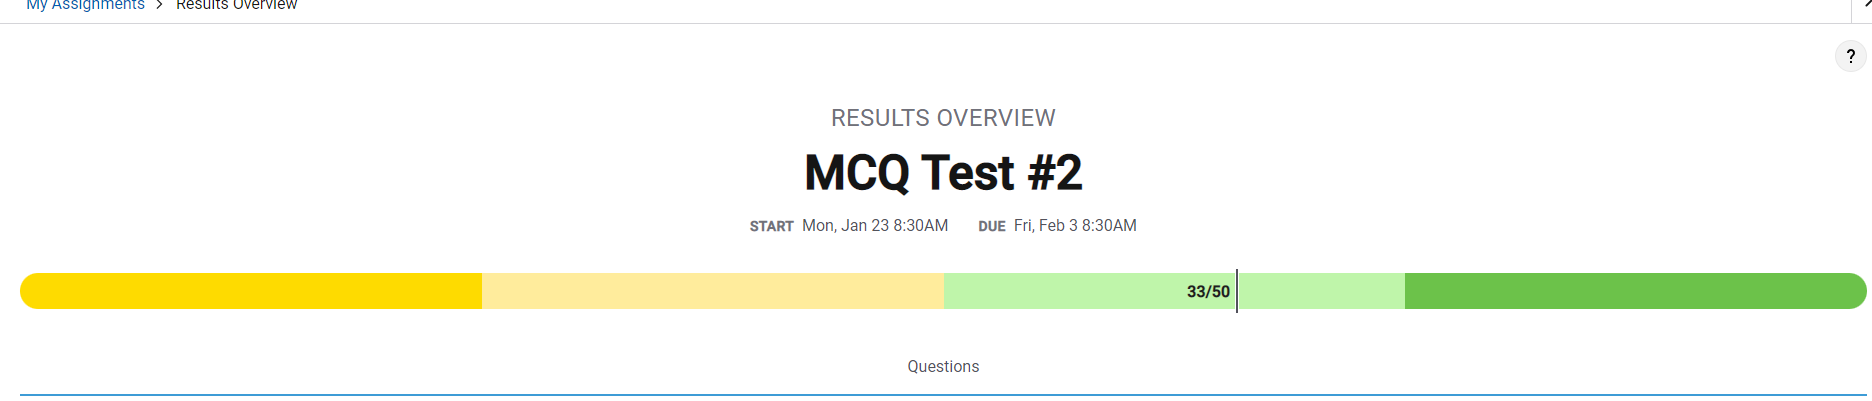 My Assignments > Results Overview
?
RESULTS OVERVIEW
MCQ Test #2
START Mon, Jan 23 8:30AM DUE Fri, Feb 3 8:30AM
33/50
Questions